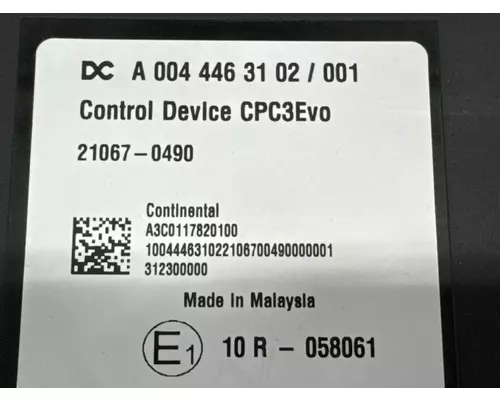 DC A 004 446 31 02 / 001
Control Device CPC3Evo
21067-0490
Continental
A3C0117820100
10044463102210670049000001
312300000
Made In Malaysia
E1 10 R - 058061